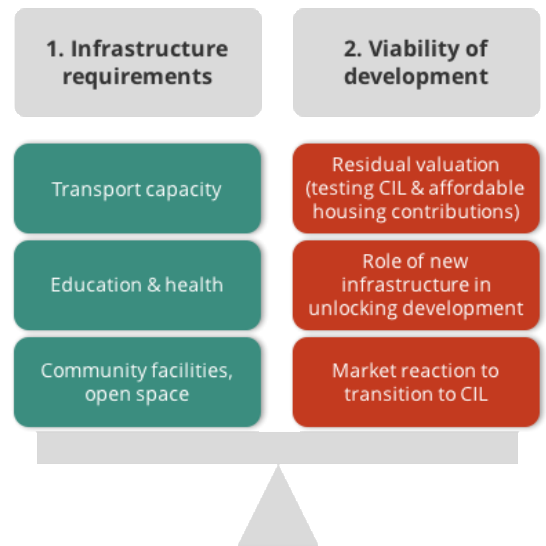 1. Infrastructure
requirements
Transport capacity
Education & health
Community facilities,
open space
2. Viability of
development
Residual valuation
(testing CIL & affordable
housing contributions)
Role of new
infrastructure in
unlocking development
Market reaction to
transition to CIL